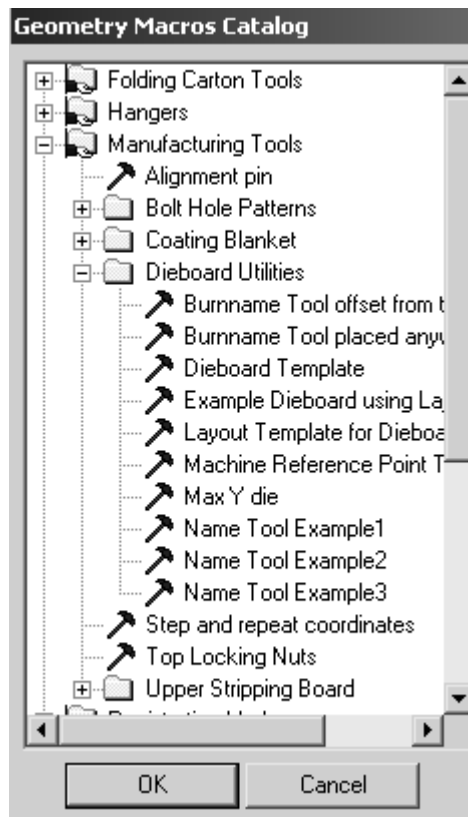 Geometry Macros Catalog
Folding Carton Tools
Hangers
Manufacturing Tools
Alignment pin
Bolt Hole Patterns
Coating Blanket
Dieboard Utilities
Burnname Tool offset from t
Burnname Tool placed anyw
Dieboard Template
Example Dieboard using La
Layout Template for Dieboa
Machine Reference Point T
Max Y die
Name Tool Example1
Name Tool Example2
Name Tool Example3
Step and repeat coordinates
Top Locking Nuts
Upper Stripping Board
OK Cancel